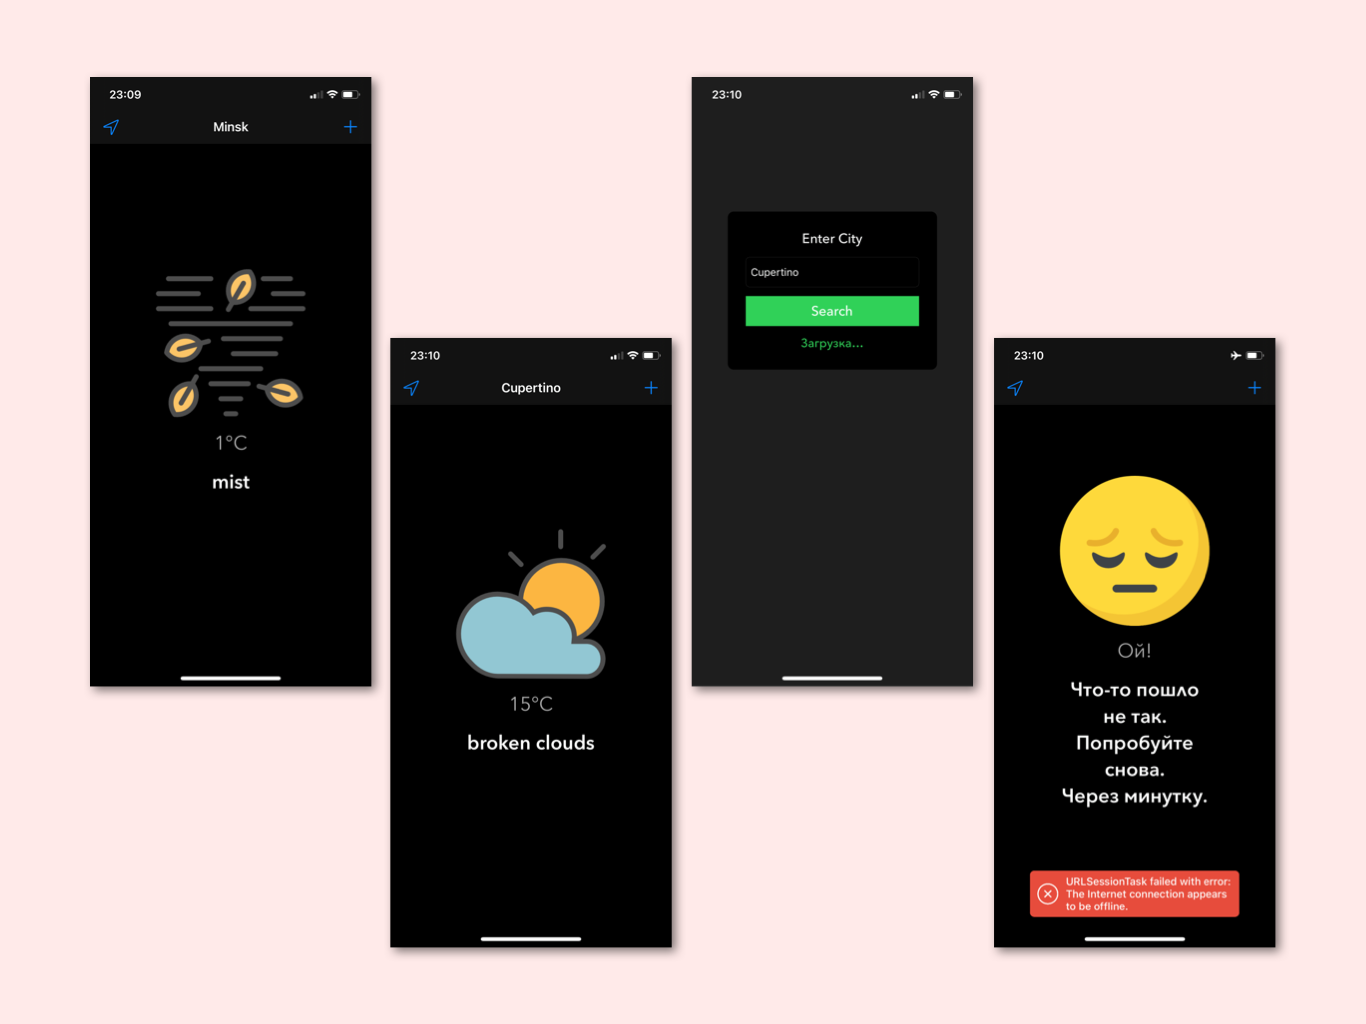 23:09
Minsk
1°C
mist
23:10
Cupertino
15°C
broken clouds
23:10
Enter City
Cupertino
Search
Загрузка...
23:10
Ой!
Что-то пошло
не так.
Попробуйте
снова.
Через минутку.
URLSessionTask failed with error:
The Internet connection appears
to be offline.